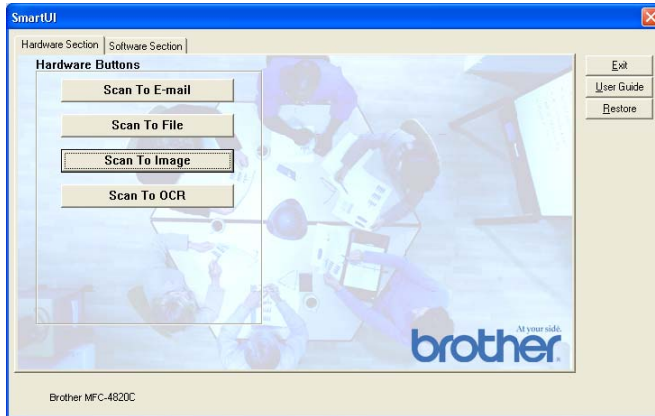 SmartUI
Hardware Section Software Section
Hardware Buttons
Scan To E-mail
Scan To File
Scan To Image
Scan To OCR
Exit
User Guide
Restore
At your side.
brother
Brother MFC-4820C